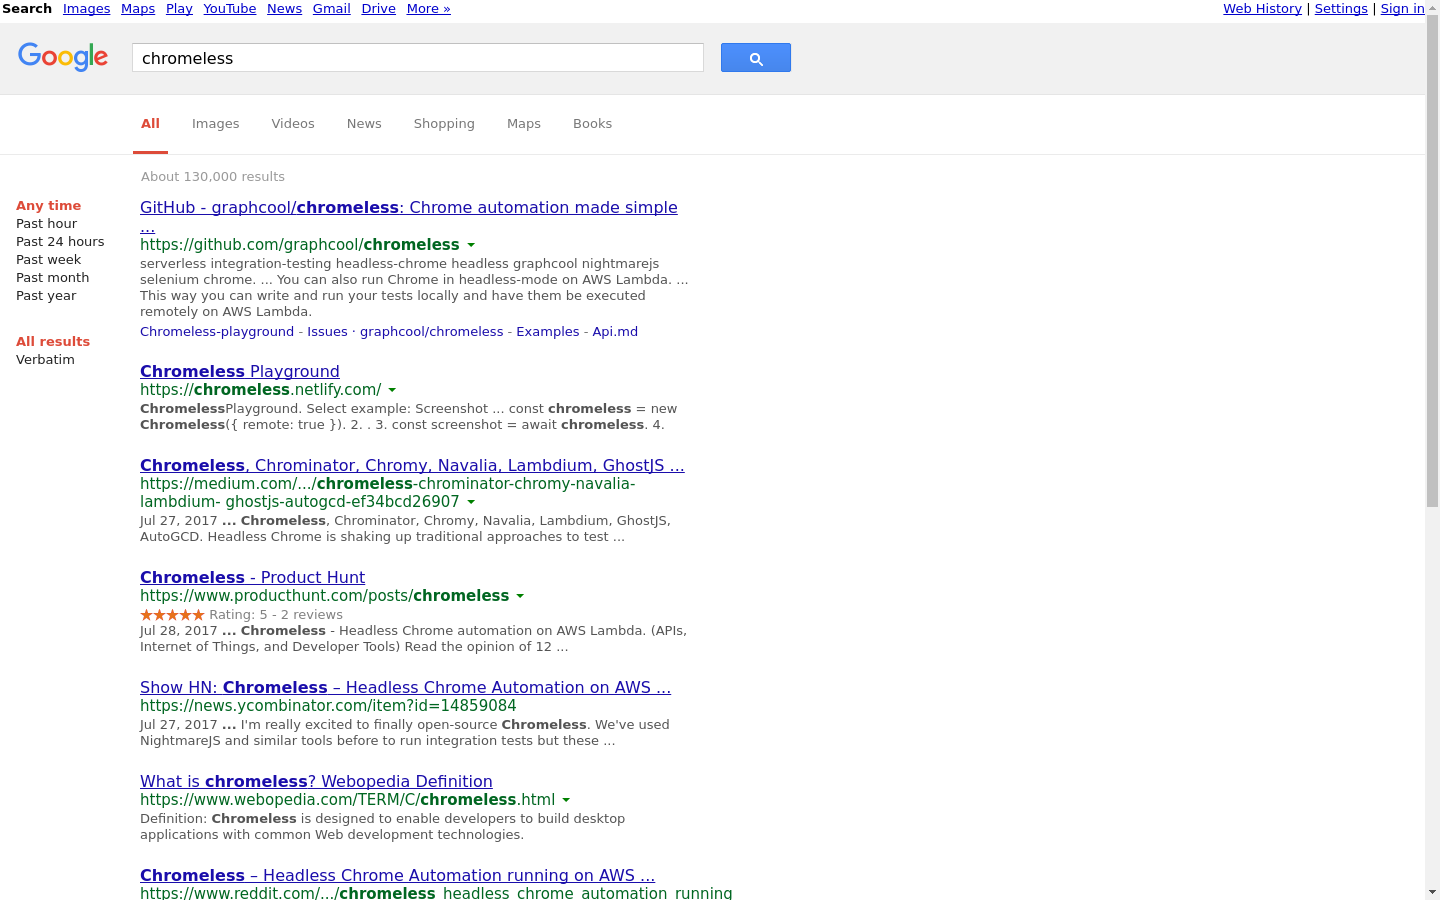 Search Images Maps Play YouTube News Gmail Drive More » Web History | Settings | Sign in
Google chromeless
All Images Videos News Shopping Maps Books
About 130,000 results
Any time
Past hour
Past 24 hours
Past week
Past month
Past year
All results
Verbatim
GitHub - graphcool/chromeless: Chrome automation made simple
...
https://github.com/graphcool/chromeless
serverless integration-testing headless-chrome headless graphcool nightmarejs
selenium chrome. ... You can also run Chrome in headless-mode on AWS Lambda. ...
This way you can write and run your tests locally and have them be executed
remotely on AWS Lambda.
Chromeless-playground - Issues · graphcool/chromeless - Examples - Api.md
Chromeless Playground
https://chromeless.netlify.com/
ChromelessPlayground. Select example: Screenshot ... const chromeless = new
Chromeless({ remote: true }). 2. . 3. const screenshot = await chromeless. 4.
Chromeless, Chrominator, Chromy, Navalia, Lambdium, GhostJS ...
https://medium.com/.../chromeless-chrominator-chromy-navalia-
lambdium- ghostjs-autogcd-ef34bcd26907
Jul 27, 2017 ... Chromeless, Chrominator, Chromy, Navalia, Lambdium, GhostJS,
AutoGCD. Headless Chrome is shaking up traditional approaches to test ...
Chromeless - Product Hunt
https://www.producthunt.com/posts/chromeless
Rating: 5 - 2 reviews
Jul 28, 2017 ... Chromeless - Headless Chrome automation on AWS Lambda. (APIs,
Internet of Things, and Developer Tools) Read the opinion of 12 ...
Show HN: Chromeless – Headless Chrome Automation on AWS ...
https://news.ycombinator.com/item?id=14859084
Jul 27, 2017 ... I'm really excited to finally open-source Chromeless. We've used
NightmareJS and similar tools before to run integration tests but these ...
What is chromeless? Webopedia Definition
https://www.webopedia.com/TERM/C/chromeless.html
Definition: Chromeless is designed to enable developers to build desktop
applications with common Web development technologies.
Chromeless – Headless Chrome Automation running on AWS ...
https://www.reddit.com/.../chromeless_headless_chrome_automation_running